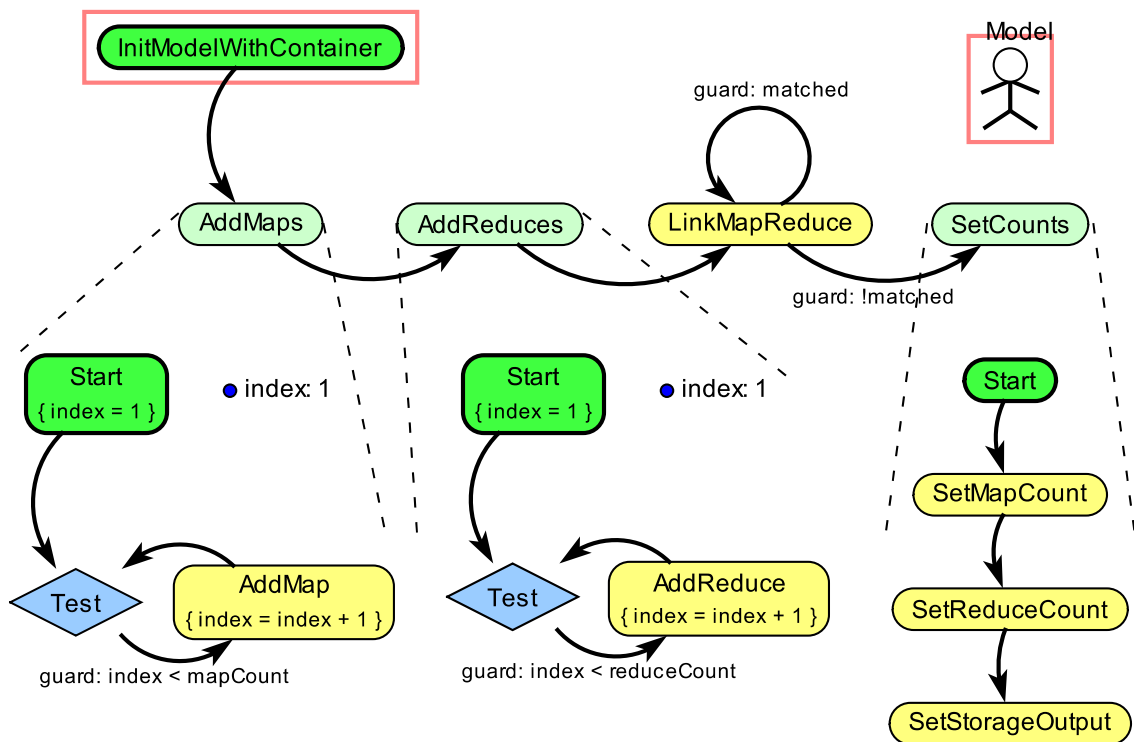 InitModelWithContainer
Model
guard: matched
AddMaps
AddReduces
LinkMapReduce
SetCounts
guard: !matched
Start
{ index = 1 }
index: 1
Test
AddMap
{ index = index + 1 }
guard: index < mapCount
Start
{ index = 1 }
index: 1
Test
AddReduce
{ index = index + 1 }
guard: index < reduceCount
Start
SetMapCount
SetReduceCount
SetStorageOutput